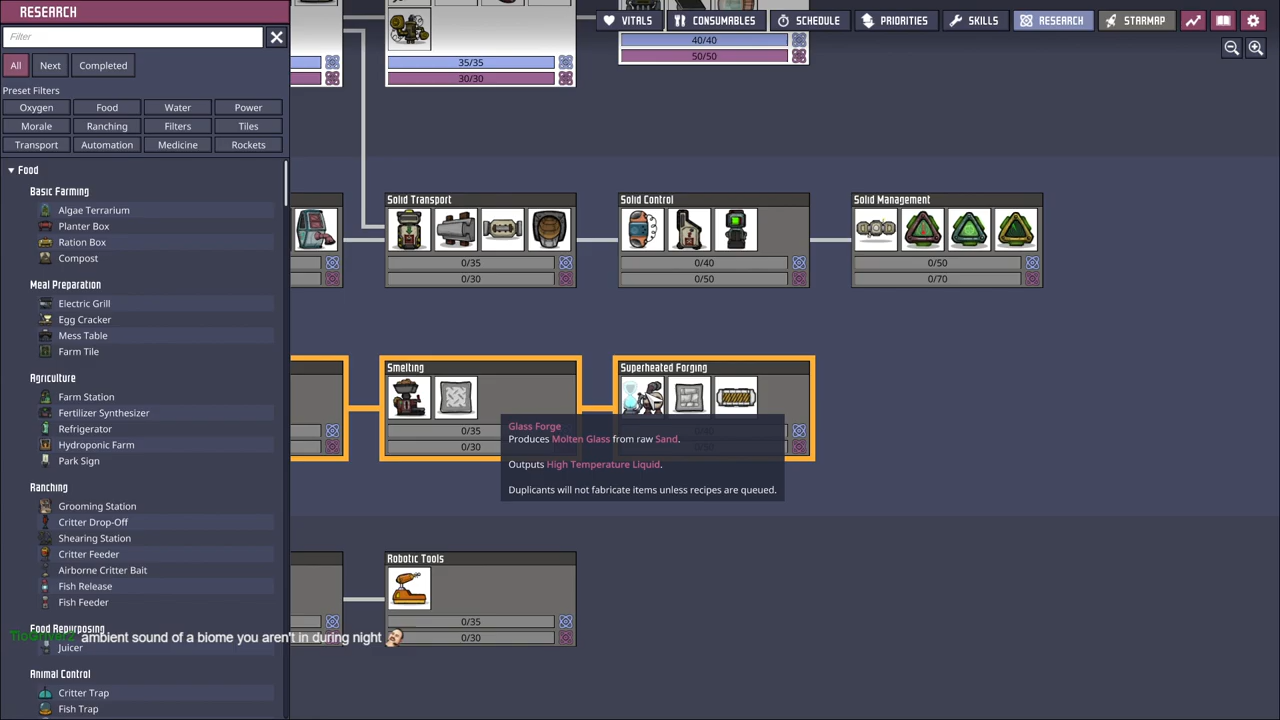 RESEARCH
VITALS
CONSUMABLES
SCHEDULE
PRIORITIES
SKILLS
RESEARCH
STARMAP
Filter
All
Next
Completed
Preset Filters
Oxygen
Food
Water
Power
Morale
Ranching
Filters
Tiles
Transport
Automation
Medicine
Rockets
Food
Basic Farming
Algae Terrarium
Planter Box
Ration Box
Compost
Meal Preparation
Electric Grill
Egg Cracker
Mess Table
Farm Tile
Agriculture
Farm Station
Fertilizer Synthesizer
Refrigerator
Hydroponic Farm
Park Sign
Ranching
Grooming Station
Critter Drop-Off
Shearing Station
Critter Feeder
Airborne Critter Bait
Fish Release
Fish Feeder
Food Repurposing
TioGnver2 ambient sound of a biome you aren't in during night
Juicer
Animal Control
Critter Trap
Fish Trap
35/35
30/30
40/40
50/50
Solid Transport
0/35
0/30
Solid Control
0/40
0/50
Solid Management
0/50
0/70
Smelting
0/35
0/30
Superheated Forging
Glass Forge
Produces Molten Glass from raw Sand.
Outputs High Temperature Liquid.
Duplicants will not fabricate items unless recipes are queued.
Robotic Tools
0/35
0/30